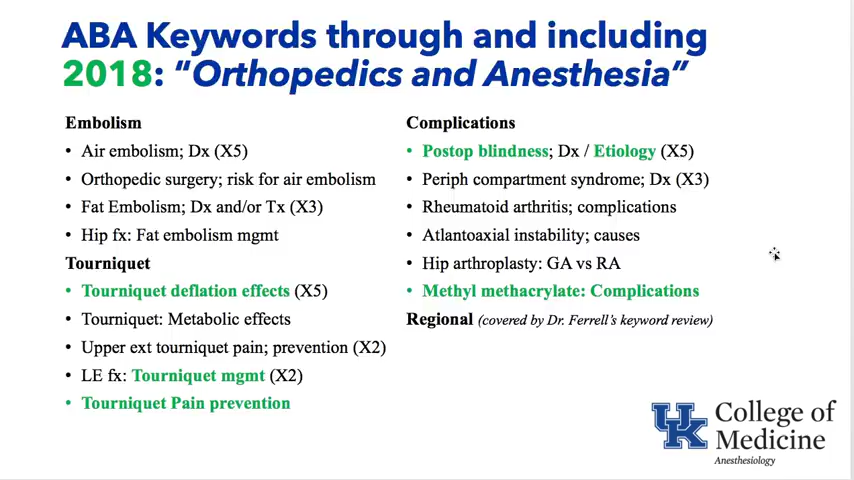 ABA Keywords through and including
2018: “Orthopedics and Anesthesia”
Embolism
• Air embolism; Dx (X5)
• Orthopedic surgery; risk for air embolism
• Fat Embolism; Dx and/or Tx (X3)
• Hip fx: Fat embolism mgmt
Tourniquet
• Tourniquet deflation effects (X5)
• Tourniquet: Metabolic effects
• Upper ext tourniquet pain; prevention (X2)
• LE fx: Tourniquet mgmt (X2)
• Tourniquet Pain prevention
Complications
• Postop blindness; Dx / Etiology (X5)
• Periph compartment syndrome; Dx (X3)
• Rheumatoid arthritis; complications
• Atlantoaxial instability; causes
• Hip arthroplasty: GA vs RA
• Methyl methacrylate: Complications
Regional (covered by Dr. Ferrell’s keyword review)
UK
College of
Medicine
Anesthesiology